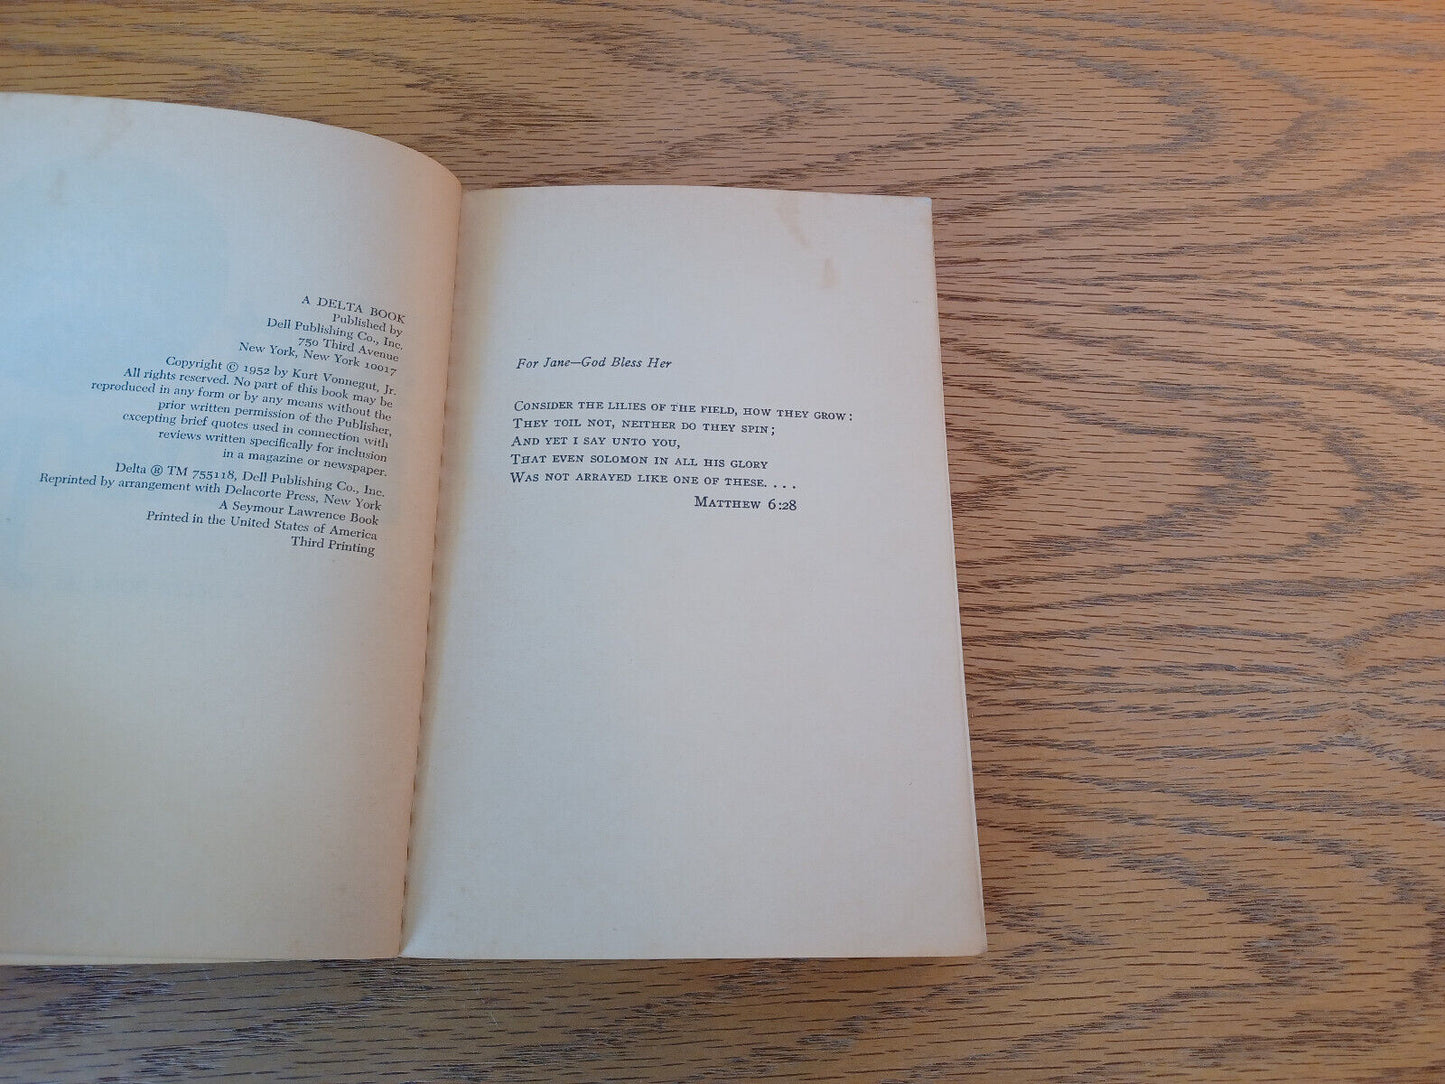 A DELTA BOOK
Published by
Dell Publishing Co., Inc.
750 Third Avenue
New York, New York 10017
Copyright © 1952 by Kurt Vonnegut, Jr.
All rights reserved. No part of this book may be
reproduced in any form or by any means without the
prior written permission of the Publisher,
excepting brief quotes used in connection with
reviews written specifically for inclusion
in a magazine or newspaper.
Delta ® TM 755118, Dell Publishing Co., Inc.
Reprinted by arrangement with Delacorte Press, New York
A Seymour Lawrence Book
Printed in the United States of America
Third Printing
For Jane—God Bless Her
CONSIDER THE LILIES OF THE FIELD, HOW THEY GROW:
THEY TOIL NOT, NEITHER DO THEY SPIN;
AND YET I SAY UNTO YOU,
THAT EVEN SOLOMON IN ALL HIS GLORY
WAS NOT ARRAYED LIKE ONE OF THESE. . . .
MATTHEW 6:28